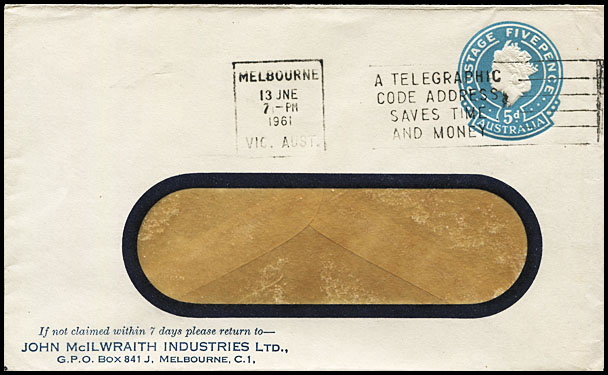 POSTAGE FIVEPENCE
5d
AUSTRALIA
MELBOURNE
13 JNE
7 -PM
1961
VIC. AUST.
A TELEGRAPHIC
CODE ADDRESS
SAVES TIME
AND MONEY
If not claimed within 7 days please return to—
JOHN McILWRAITH INDUSTRIES LTD.,
G.P.O. BOX 841 J, MELBOURNE, C.1,